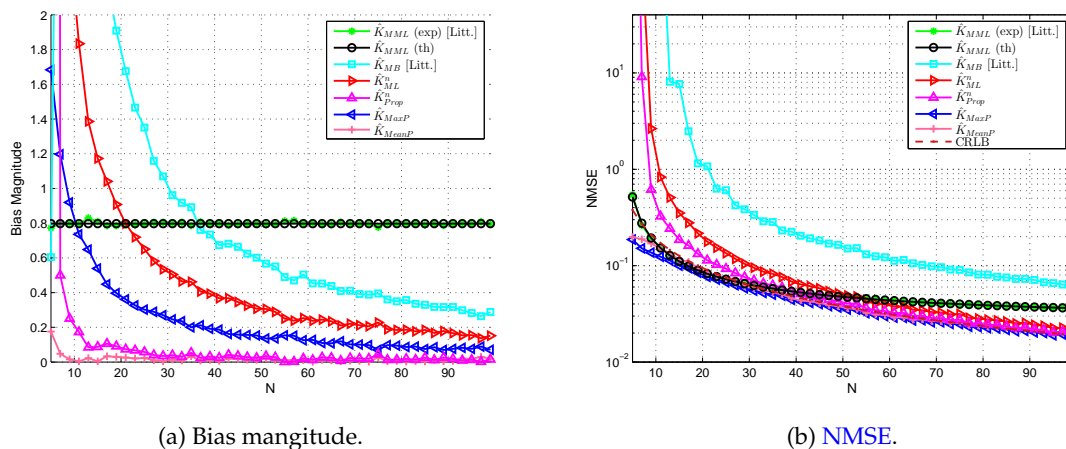 2
1.8
1.6
1.4
1.2
1
0.8
0.6
0.4
0.2
0
Bias Magnitude
10 20 30 40 50 60 70 80 90
N
K̂_MML (exp) [Litt.]
K̂_MML (th)
K̂_MB [Litt.]
K̂^n_ML
K̂^n_Prop
K̂_MaxP
K̂_MeanP
(a) Bias mangitude.
10^1
10^0
10^−1
10^−2
NMSE
10 20 30 40 50 60 70 80 90
N
K̂_MML (exp) [Litt.]
K̂_MML (th)
K̂_MB [Litt.]
K̂^n_ML
K̂^n_Prop
K̂_MaxP
K̂_MeanP
CRLB
(b) NMSE.